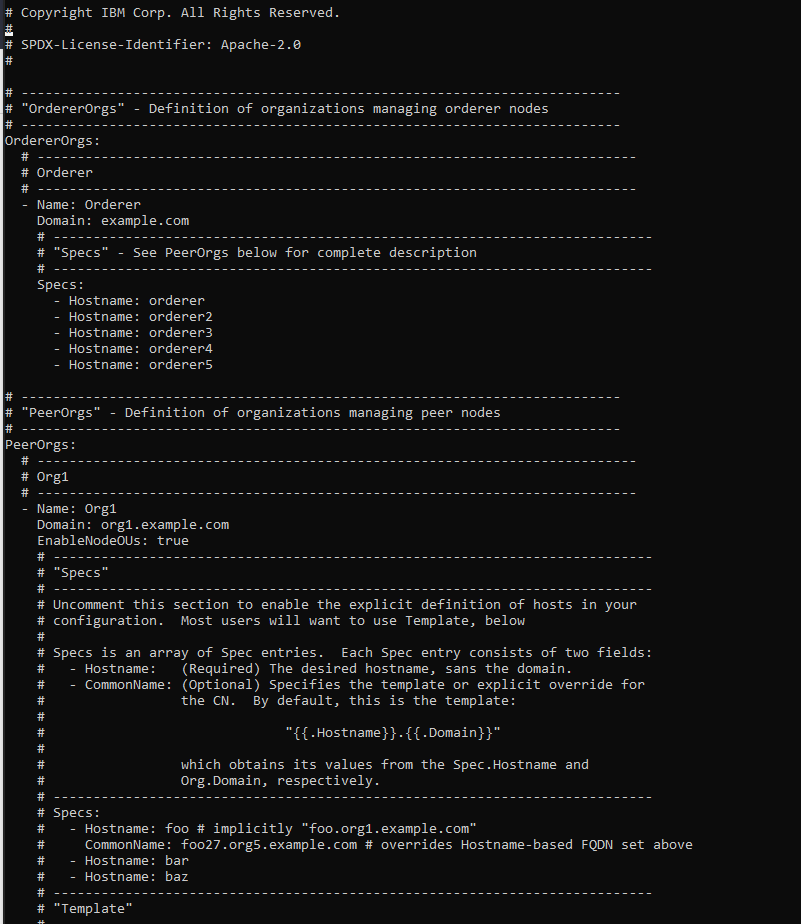 # Copyright IBM Corp. All Rights Reserved.
#
# SPDX-License-Identifier: Apache-2.0
#
# ---------------------------------------------------------------------------
# "OrdererOrgs" - Definition of organizations managing orderer nodes
# ---------------------------------------------------------------------------
OrdererOrgs:
  # ---------------------------------------------------------------------------
  # Orderer
  # ---------------------------------------------------------------------------
  - Name: Orderer
    Domain: example.com
    # ---------------------------------------------------------------------------
    # "Specs" - See PeerOrgs below for complete description
    # ---------------------------------------------------------------------------
    Specs:
      - Hostname: orderer
      - Hostname: orderer2
      - Hostname: orderer3
      - Hostname: orderer4
      - Hostname: orderer5
# ---------------------------------------------------------------------------
# "PeerOrgs" - Definition of organizations managing peer nodes
# ---------------------------------------------------------------------------
PeerOrgs:
  # ---------------------------------------------------------------------------
  # Org1
  # ---------------------------------------------------------------------------
  - Name: Org1
    Domain: org1.example.com
    EnableNodeOUs: true
    # ---------------------------------------------------------------------------
    # "Specs"
    # ---------------------------------------------------------------------------
    # Uncomment this section to enable the explicit definition of hosts in your
    # configuration.  Most users will want to use Template, below
    #
    # Specs is an array of Spec entries.  Each Spec entry consists of two fields:
    #   - Hostname:   (Required) The desired hostname, sans the domain.
    #   - CommonName: (Optional) Specifies the template or explicit override for
    #                 the CN.  By default, this is the template:
    #
    #                              "{{.Hostname}}.{{.Domain}}"
    #
    #                 which obtains its values from the Spec.Hostname and
    #                 Org.Domain, respectively.
    # ---------------------------------------------------------------------------
    # Specs:
    #   - Hostname: foo # implicitly "foo.org1.example.com"
    #     CommonName: foo27.org5.example.com # overrides Hostname-based FQDN set above
    #   - Hostname: bar
    #   - Hostname: baz
    # ---------------------------------------------------------------------------
    # "Template"
    #